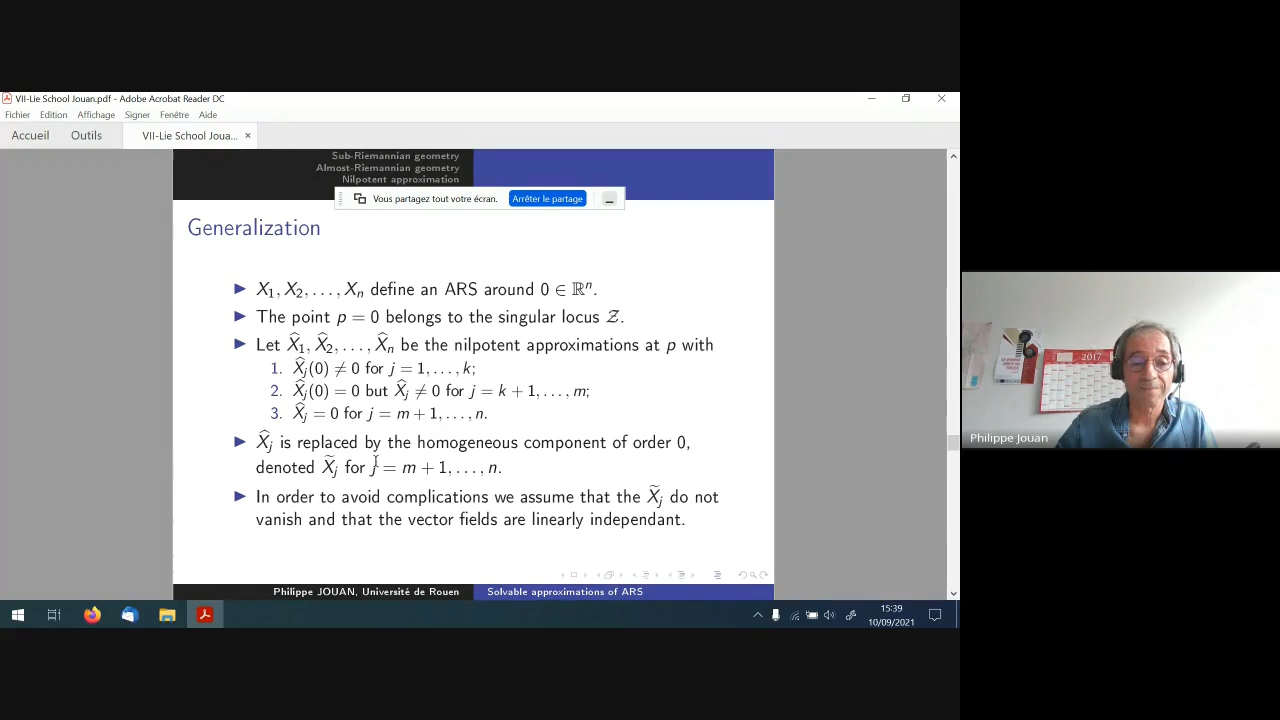 VII-Lie School Jouan.pdf - Adobe Acrobat Reader DC
Fichier Edition Affichage Signer Fenêtre Aide
Accueil Outils VII-Lie School Joua... ×
Sub-Riemannian geometry
Almost-Riemannian geometry
Nilpotent approximation
Vous partagez tout votre écran. Arrêter le partage
Generalization
▶ X₁, X₂, . . . , Xₙ define an ARS around 0 ∈ ℝⁿ.
▶ The point p = 0 belongs to the singular locus 𝒵.
▶ Let X̂₁, X̂₂, . . . , X̂ₙ be the nilpotent approximations at p with
1. X̂ⱼ(0) ≠ 0 for j = 1, . . . , k;
2. X̂ⱼ(0) = 0 but X̂ⱼ ≠ 0 for j = k + 1, . . . , m;
3. X̂ⱼ = 0 for j = m + 1, . . . , n.
▶ X̂ⱼ is replaced by the homogeneous component of order 0,
denoted X̃ⱼ for j = m + 1, . . . , n.
▶ In order to avoid complications we assume that the X̃ⱼ do not
vanish and that the vector fields are linearly independant.
Philippe JOUAN, Université de Rouen Solvable approximations of ARS
15:39
10/09/2021
2017
Philippe Jouan